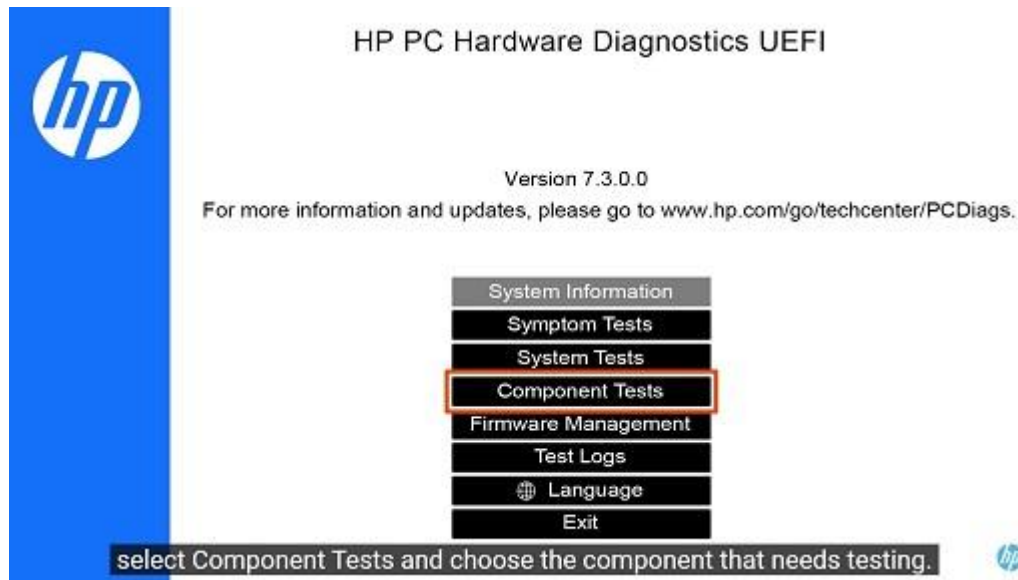 hp
HP PC Hardware Diagnostics UEFI
Version 7.3.0.0
For more information and updates, please go to www.hp.com/go/techcenter/PCDiags.
System Information
Symptom Tests
System Tests
Component Tests
Firmware Management
Test Logs
Language
Exit
select Component Tests and choose the component that needs testing.
hp